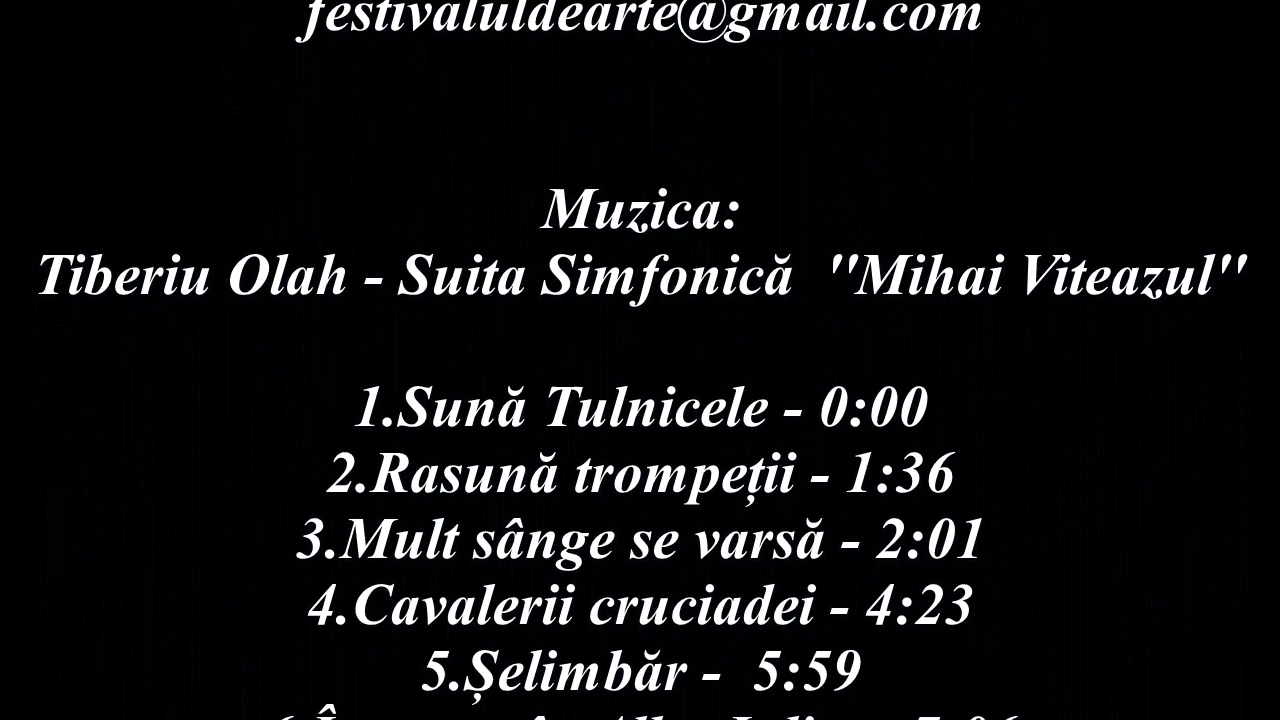 festivaluldearte@gmail.com
Muzica:
Tiberiu Olah - Suita Simfonică "Mihai Viteazul"
1.Sună Tulnicele - 0:00
2.Rasună trompeții - 1:36
3.Mult sânge se varsă - 2:01
4.Cavalerii cruciadei - 4:23
5.Șelimbăr - 5:59